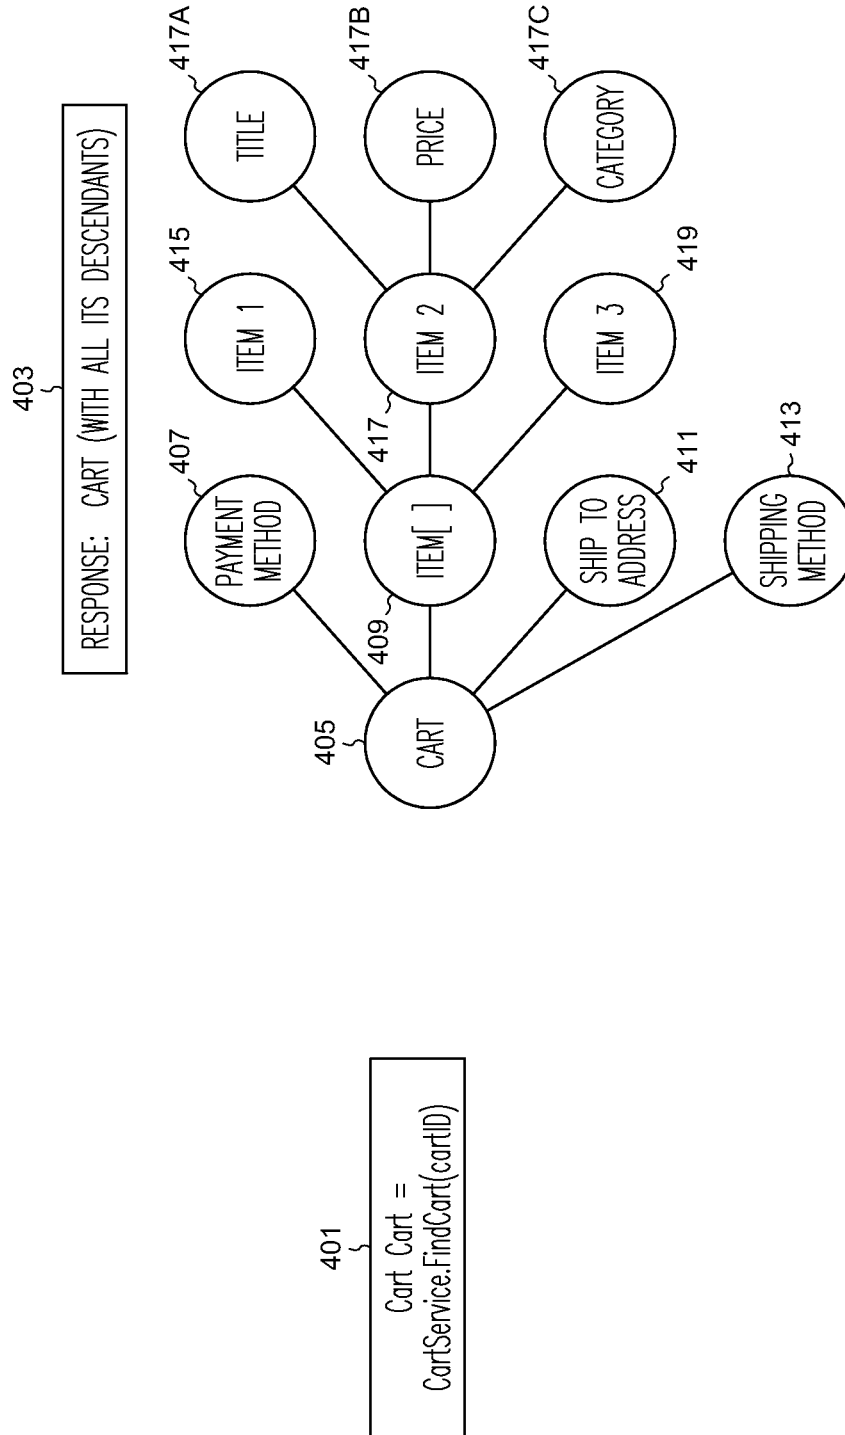 401
Cart Cart =
CartService.FindCart(cartID)
403
RESPONSE: CART (WITH ALL ITS DESCENDANTS)
405
CART
407
PAYMENT
METHOD
409
ITEM[ ]
411
SHIP TO
ADDRESS
413
SHIPPING
METHOD
415
ITEM 1
417
ITEM 2
419
ITEM 3
417A
TITLE
417B
PRICE
417C
CATEGORY